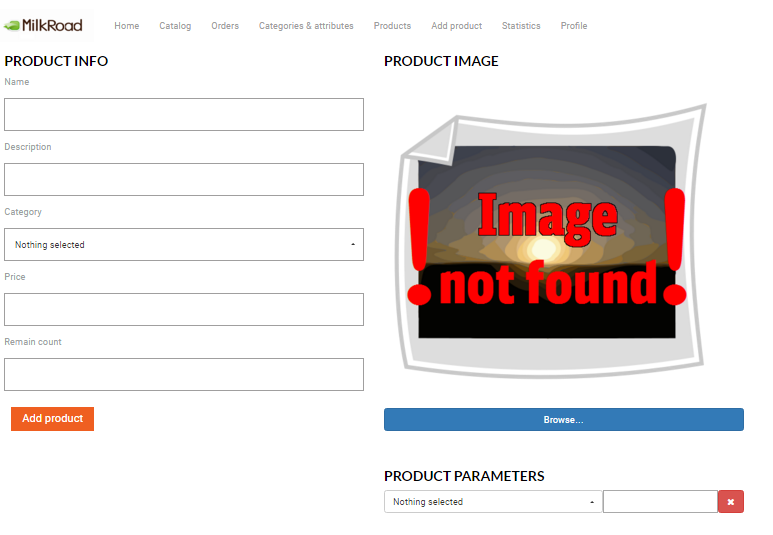 MilkRoad Home Catalog Orders Categories & attributes Products Add product Statistics Profile
PRODUCT INFO
Name
Description
Category
Nothing selected
Price
Remain count
Add product
PRODUCT IMAGE
! Image !
not found
Browse...
PRODUCT PARAMETERS
Nothing selected